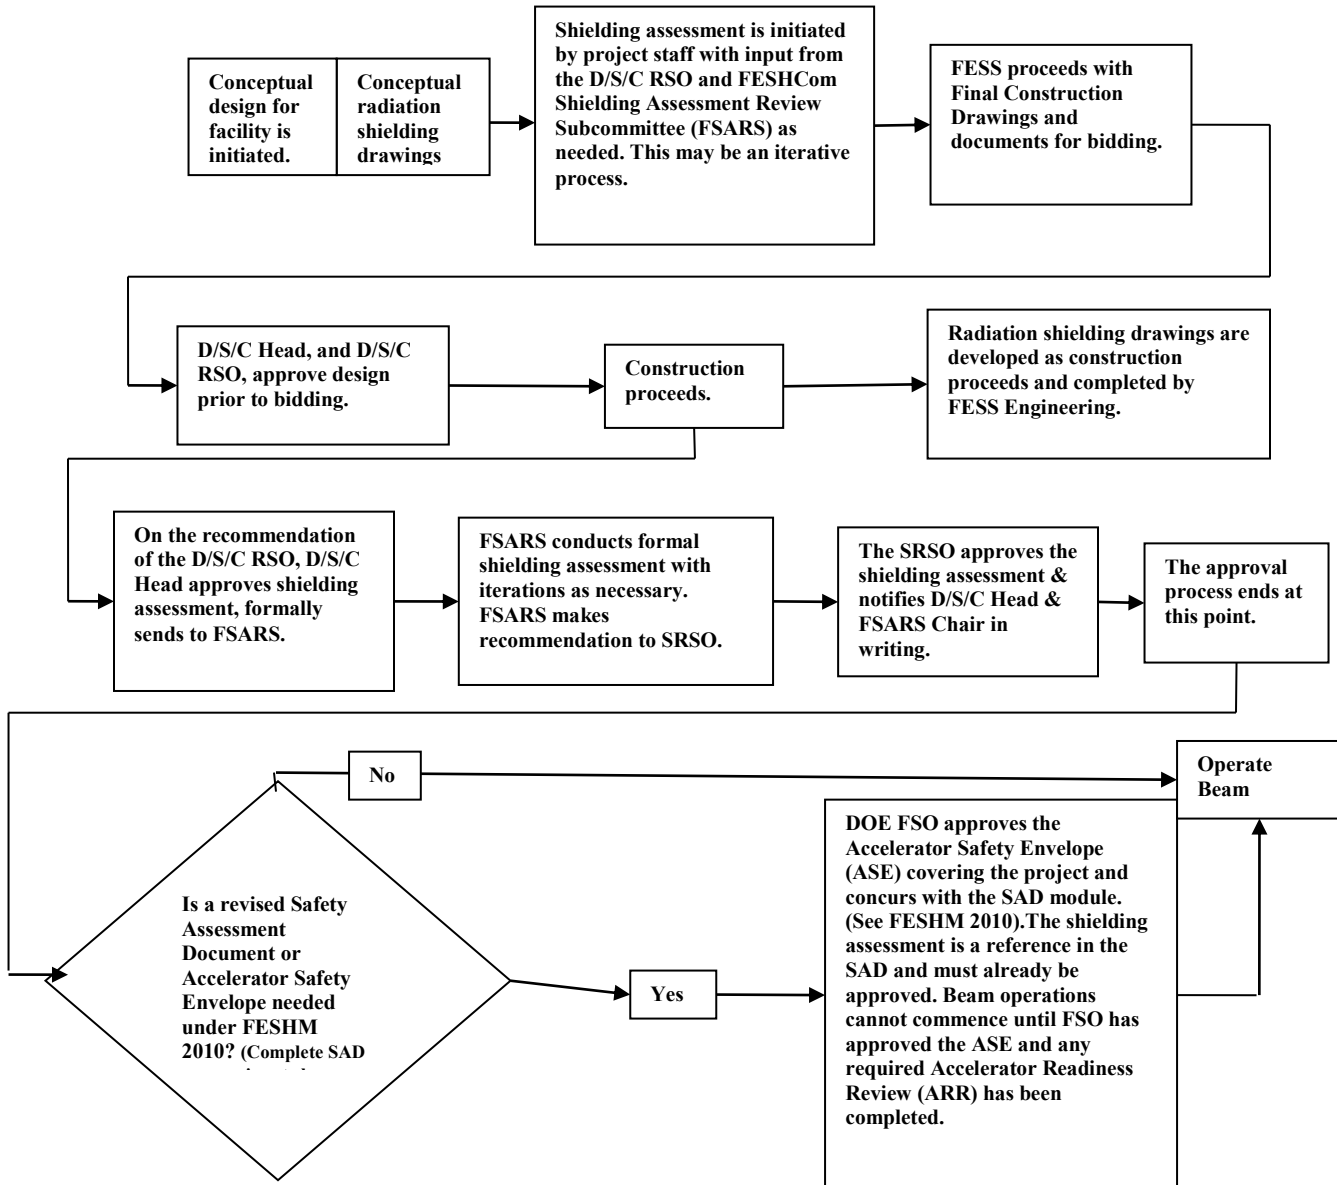 Conceptual
design for
facility is
initiated.
Conceptual
radiation
shielding
drawings
Shielding assessment is initiated
by project staff with input from
the D/S/C RSO and FESHCom
Shielding Assessment Review
Subcommittee (FSARS) as
needed. This may be an iterative
process.
FESS proceeds with
Final Construction
Drawings and
documents for bidding.
D/S/C Head, and D/S/C
RSO, approve design
prior to bidding.
Construction
proceeds.
Radiation shielding drawings are
developed as construction
proceeds and completed by
FESS Engineering.
On the recommendation
of the D/S/C RSO, D/S/C
Head approves shielding
assessment, formally
sends to FSARS.
FSARS conducts formal
shielding assessment with
iterations as necessary.
FSARS makes
recommendation to SRSO.
The SRSO approves the
shielding assessment &
notifies D/S/C Head &
FSARS Chair in
writing.
The approval
process ends at
this point.
No
Operate
Beam
Is a revised Safety
Assessment
Document or
Accelerator Safety
Envelope needed
under FESHM
2010? (Complete SAD
Yes
DOE FSO approves the
Accelerator Safety Envelope
(ASE) covering the project and
concurs with the SAD module.
(See FESHM 2010).The shielding
assessment is a reference in the
SAD and must already be
approved. Beam operations
cannot commence until FSO has
approved the ASE and any
required Accelerator Readiness
Review (ARR) has been
completed.